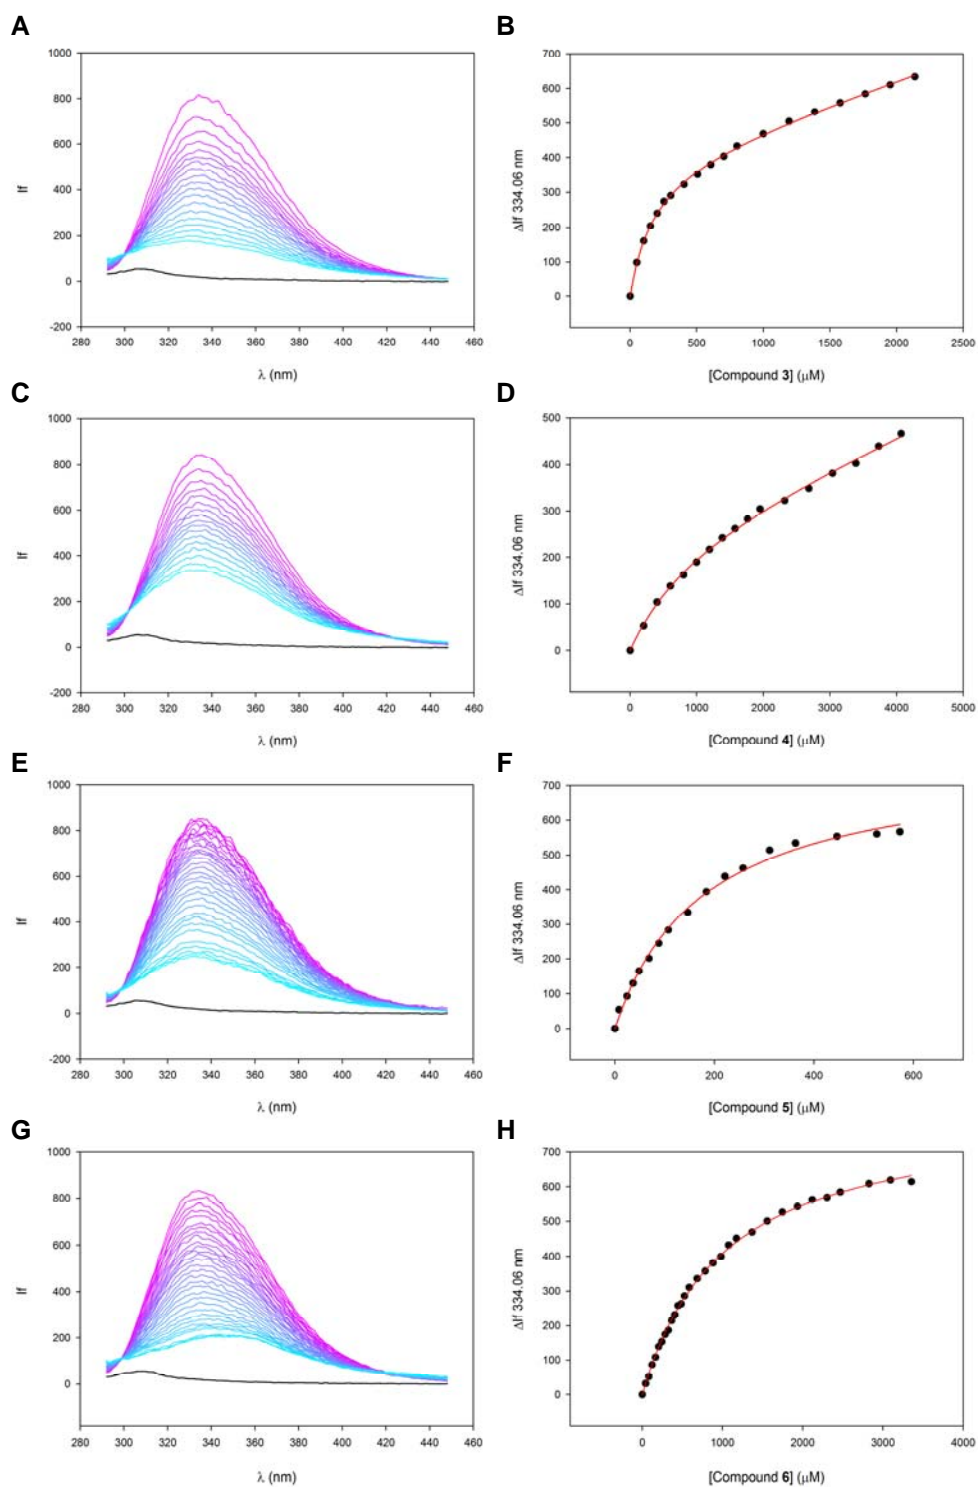 A
B
1000
800
600
400
200
0
-200
If
280 300 320 340 360 380 400 420 440 460
λ (nm)
700
600
500
400
300
200
100
0
ΔIf 334.06 nm
0 500 1000 1500 2000 2500
[Compound 3] (μM)
C
D
1000
800
600
400
200
0
-200
If
280 300 320 340 360 380 400 420 440 460
λ (nm)
500
400
300
200
100
0
ΔIf 334.06 nm
0 1000 2000 3000 4000 5000
[Compound 4] (μM)
E
F
1000
800
600
400
200
0
-200
If
280 300 320 340 360 380 400 420 440 460
λ (nm)
700
600
500
400
300
200
100
0
ΔIf 334.06 nm
0 200 400 600
[Compound 5] (μM)
G
H
1000
800
600
400
200
0
If
280 300 320 340 360 380 400 420 440 460
λ (nm)
700
600
500
400
300
200
100
0
ΔIf 334.06 nm
0 1000 2000 3000 4000
[Compound 6] (μM)